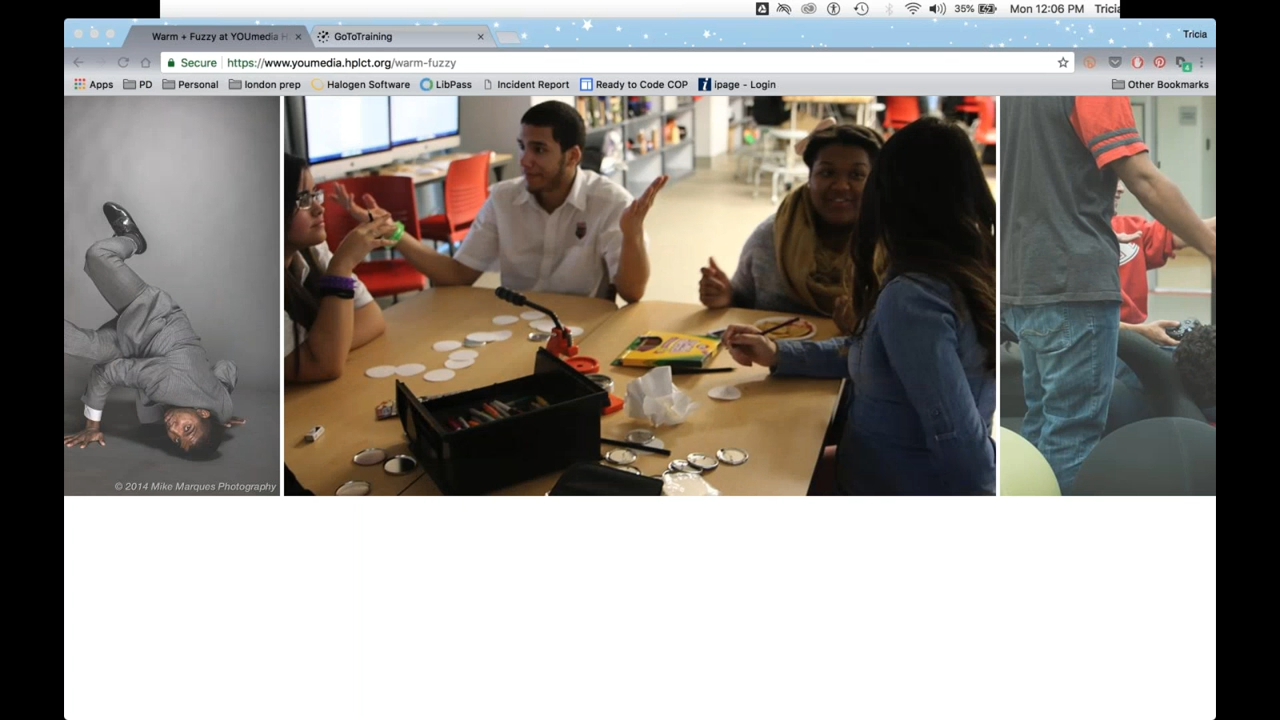 35% Mon 12:06 PM Tricia
Warm + Fuzzy at YOUmedia H
GoToTraining
Tricia
Secure https://www.youmedia.hplct.org/warm-fuzzy
Apps PD Personal london prep Halogen Software LibPass Incident Report Ready to Code COP ipage - Login Other Bookmarks
© 2014 Mike Marques Photography